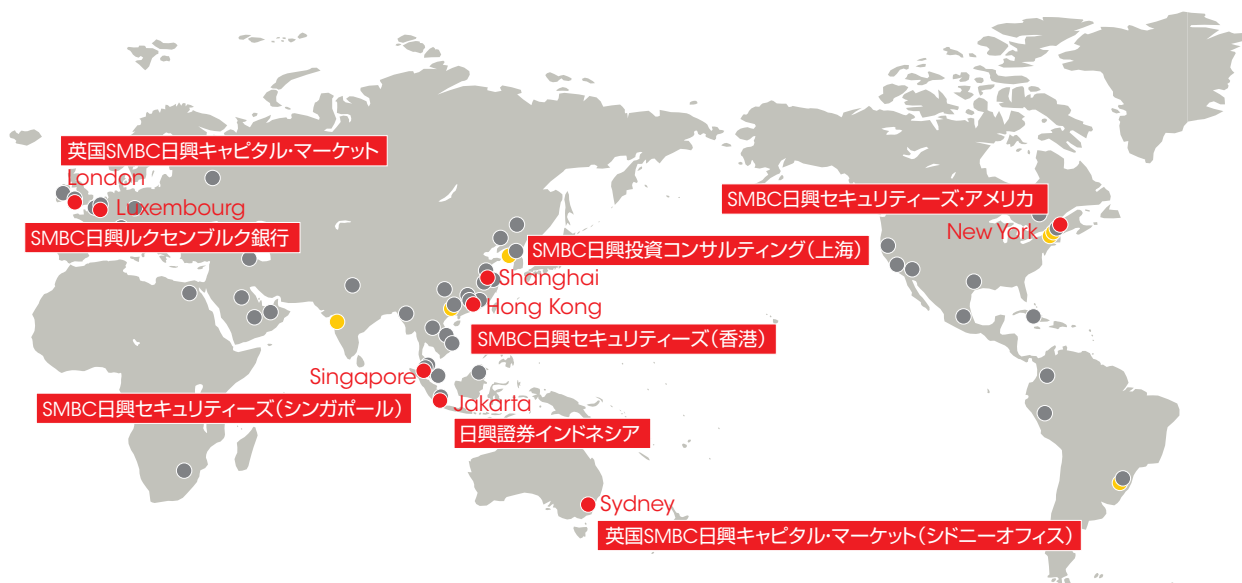 英国SMBC日興キャピタル・マーケット
London
Luxembourg
SMBC日興ルクセンブルク銀行
SMBC日興セキュリティーズ・アメリカ
New York
SMBC日興投資コンサルティング(上海)
Shanghai
Hong Kong
SMBC日興セキュリティーズ(香港)
Singapore
SMBC日興セキュリティーズ(シンガポール)
Jakarta
日興證券インドネシア
Sydney
英国SMBC日興キャピタル・マーケット(シドニーオフィス)